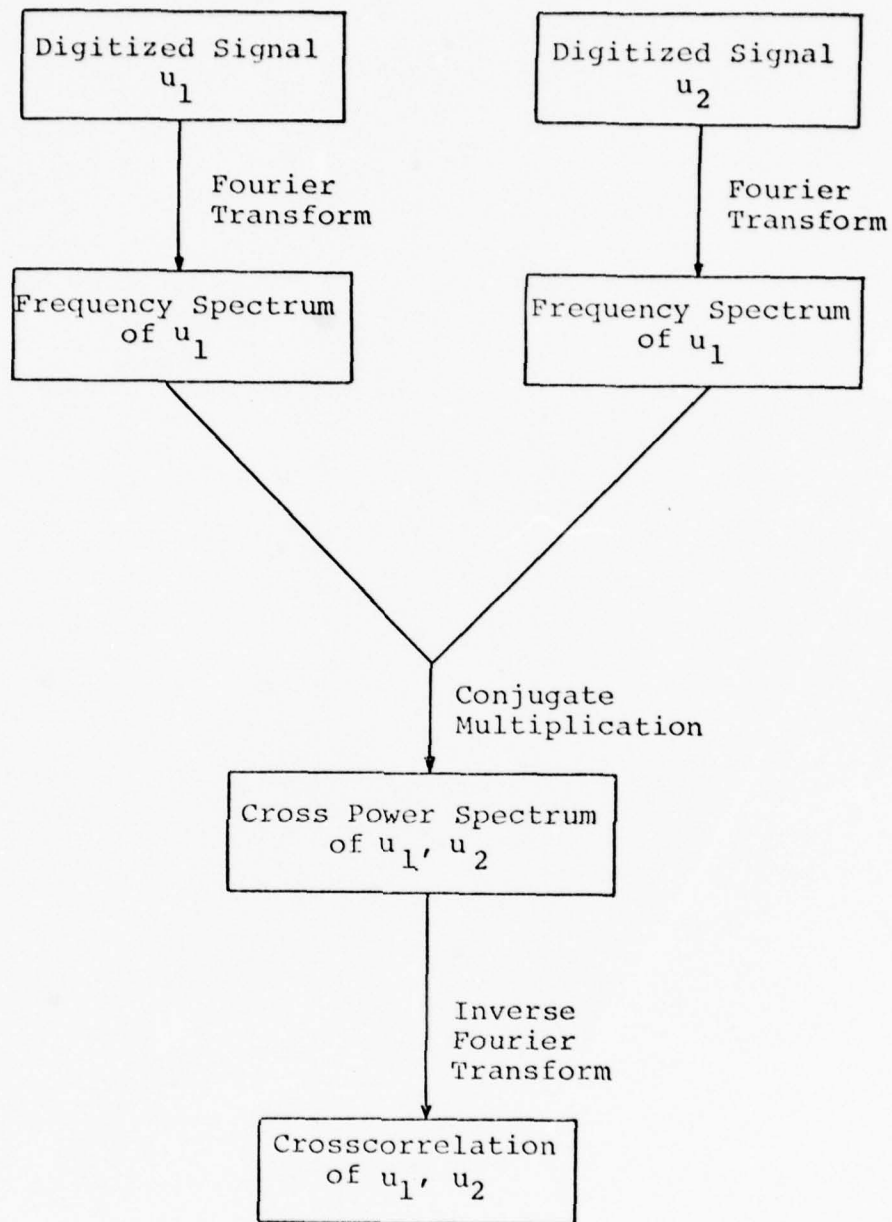 Digitized Signal
u1
Digitized Signal
u2
Fourier
Transform
Fourier
Transform
Frequency Spectrum
of u1
Frequency Spectrum
of u1
Conjugate
Multiplication
Cross Power Spectrum
of u1, u2
Inverse
Fourier
Transform
Crosscorrelation
of u1, u2